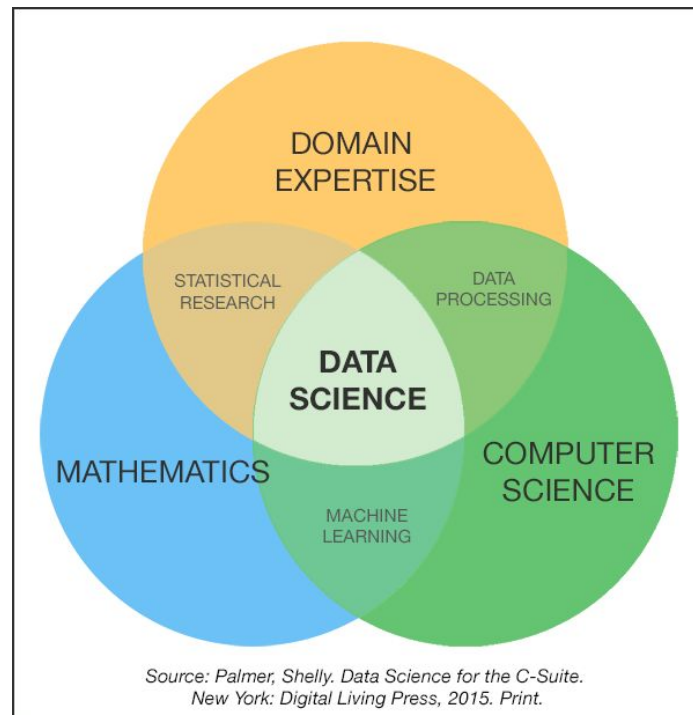 DOMAIN
EXPERTISE
STATISTICAL
RESEARCH
DATA
PROCESSING
DATA
SCIENCE
MATHEMATICS
COMPUTER
SCIENCE
MACHINE
LEARNING
Source: Palmer, Shelly. Data Science for the C-Suite.
New York: Digital Living Press, 2015. Print.